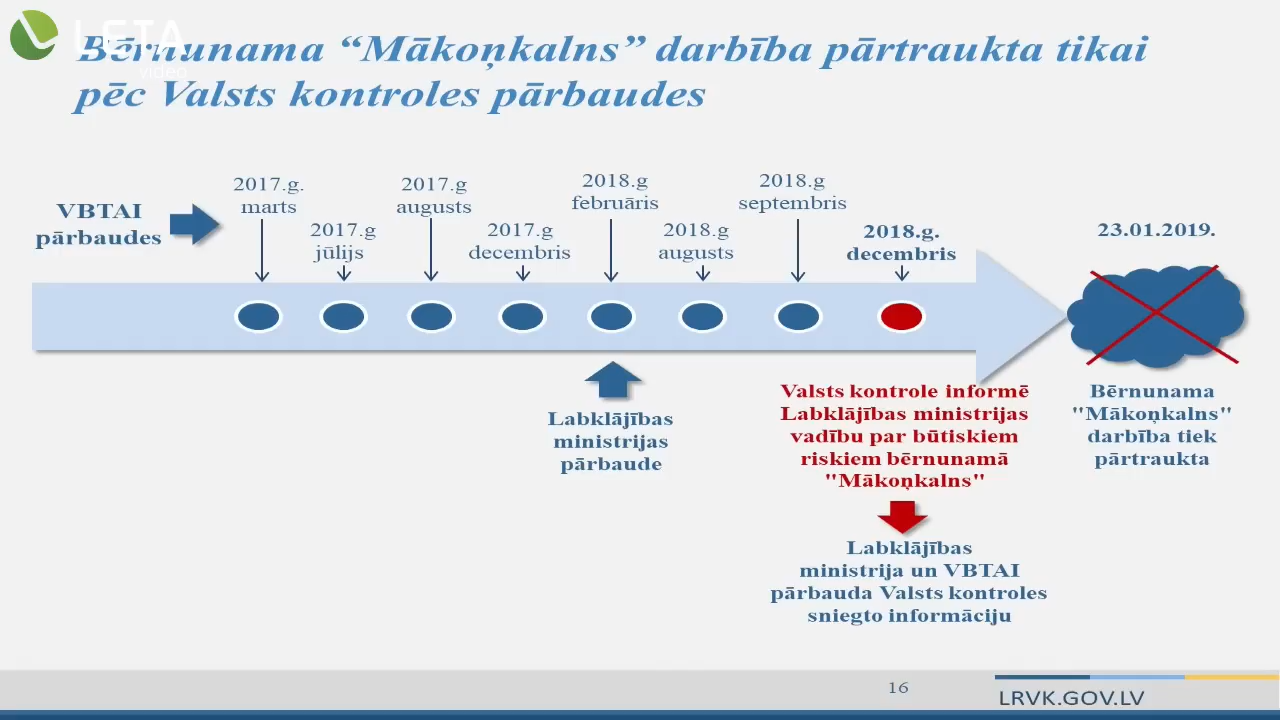 LETA
video
Bērnunama “Mākoņkalns” darbība pārtraukta tikai
pēc Valsts kontroles pārbaudes
VBTAI
pārbaudes
2017.g.
marts
2017.g
jūlijs
2017.g
augusts
2017.g
decembris
2018.g
februāris
2018.g
augusts
2018.g
septembris
2018.g.
decembris
23.01.2019.
Labklājības
ministrijas
pārbaude
Valsts kontrole informē
Labklājības ministrijas
vadību par būtiskiem
riskiem bērnunamā
"Mākoņkalns"
Labklājības
ministrija un VBTAI
pārbauda Valsts kontroles
sniegto informāciju
Bērnunama
"Mākoņkalns"
darbība tiek
pārtraukta
16
LRVK.GOV.LV